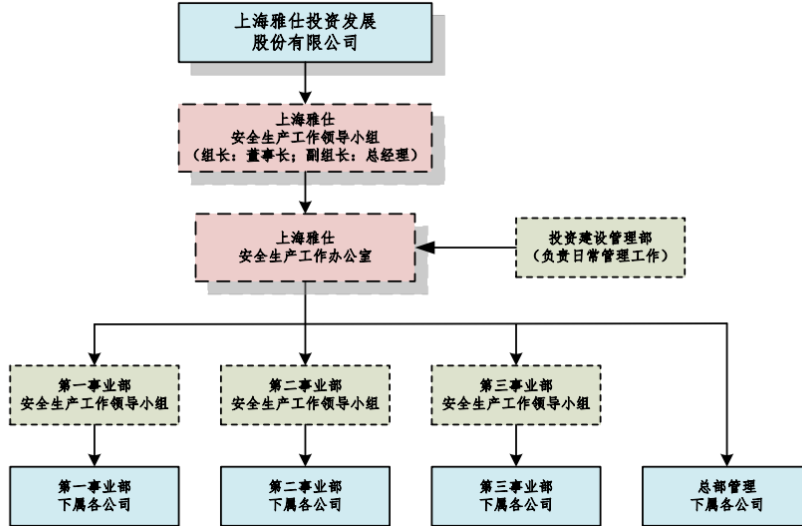 上海雅仕投资发展
股份有限公司
上海雅仕
安全生产工作领导小组
（组长：董事长；副组长：总经理）
上海雅仕
安全生产工作办公室
投资建设管理部
（负责日常管理工作）
第一事业部
安全生产工作领导小组
第二事业部
安全生产工作领导小组
第三事业部
安全生产工作领导小组
第一事业部
下属各公司
第二事业部
下属各公司
第三事业部
下属各公司
总部管理
下属各公司